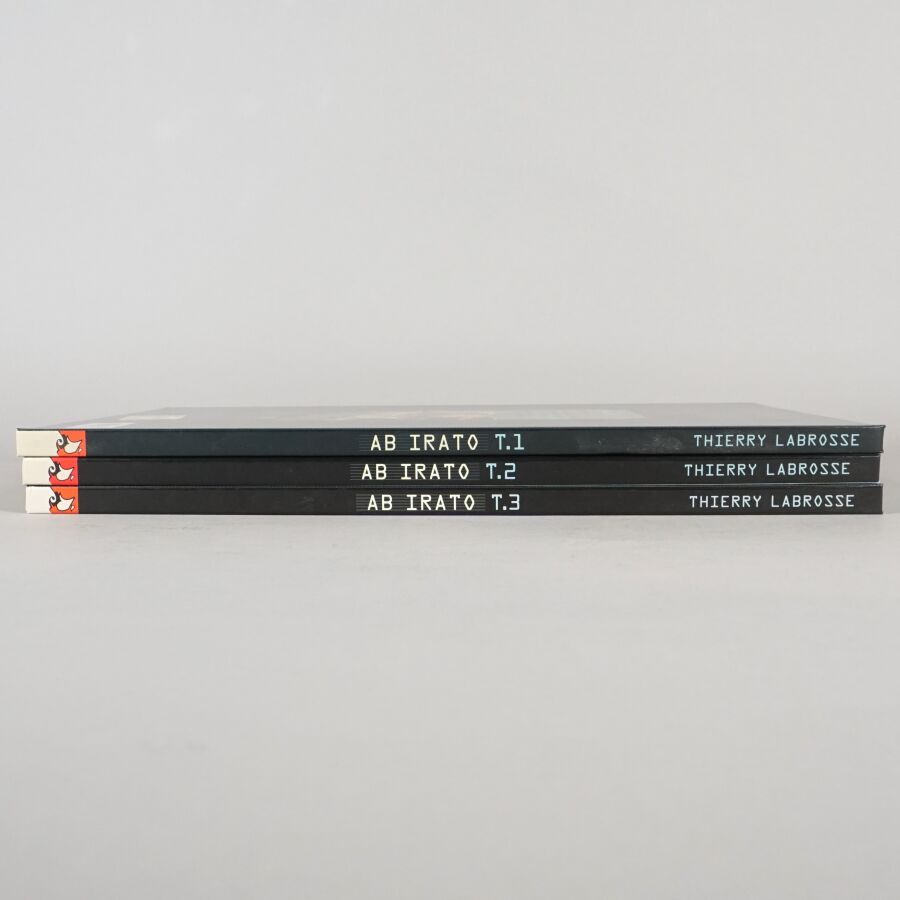 AB IRATO T.1 THIERRY LABROSSE
AB IRATO T.2 THIERRY LABROSSE
AB IRATO T.3 THIERRY LABROSSE